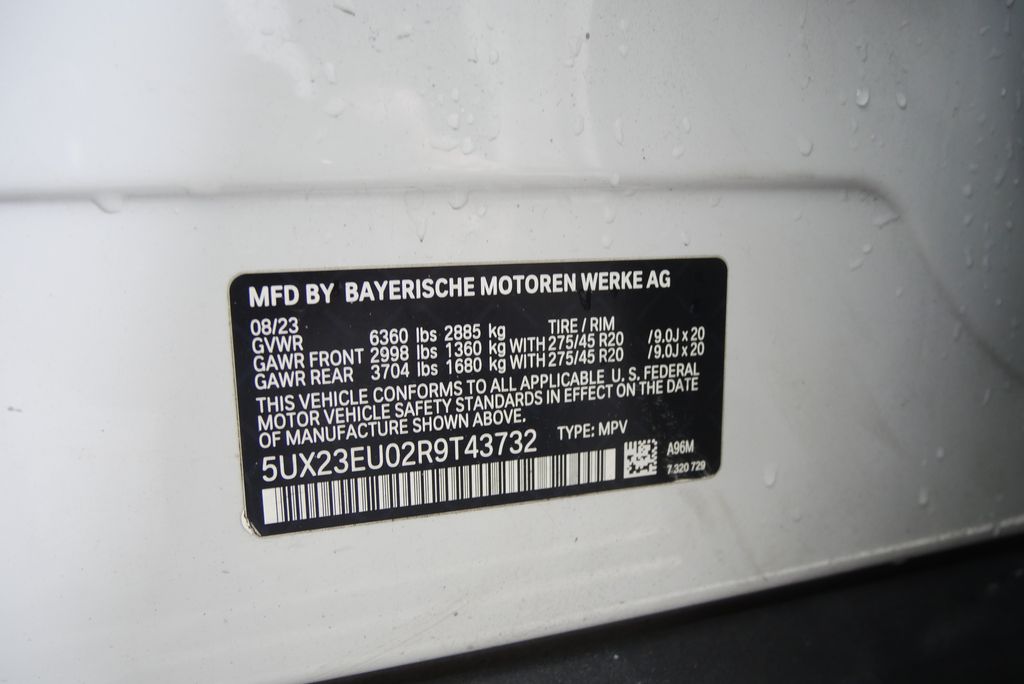 MFD BY BAYERISCHE MOTOREN WERKE AG
08/23 TIRE / RIM
GVWR 6360 lbs 2885 kg
GAWR FRONT 2998 lbs 1360 kg WITH 275/45 R20 /9.0J x 20
GAWR REAR 3704 lbs 1680 kg WITH 275/45 R20 /9.0J x 20
THIS VEHICLE CONFORMS TO ALL APPLICABLE U. S. FEDERAL
MOTOR VEHICLE SAFETY STANDARDS IN EFFECT ON THE DATE
OF MANUFACTURE SHOWN ABOVE.
5UX23EU02R9T43732 TYPE: MPV
A96M
7.320 729